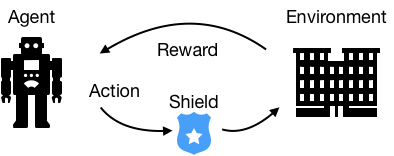 Agent
Environment
Reward
Action
Shield